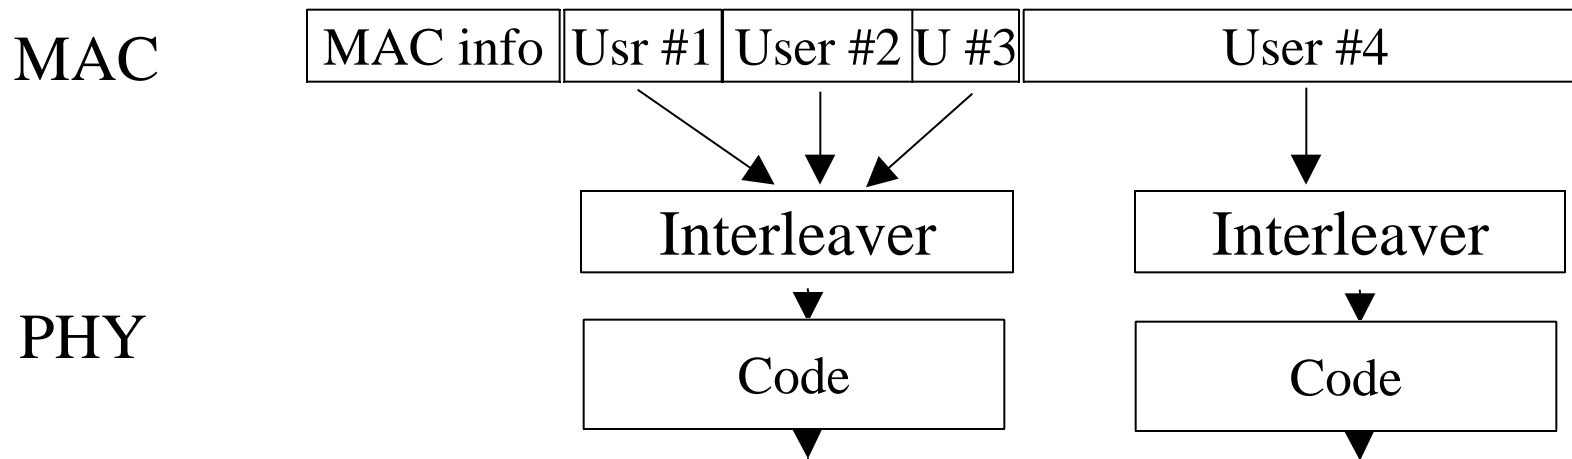 MAC MAC info Usr #1 User #2 U #3 User #4
Interleaver Interleaver
PHY
Code Code